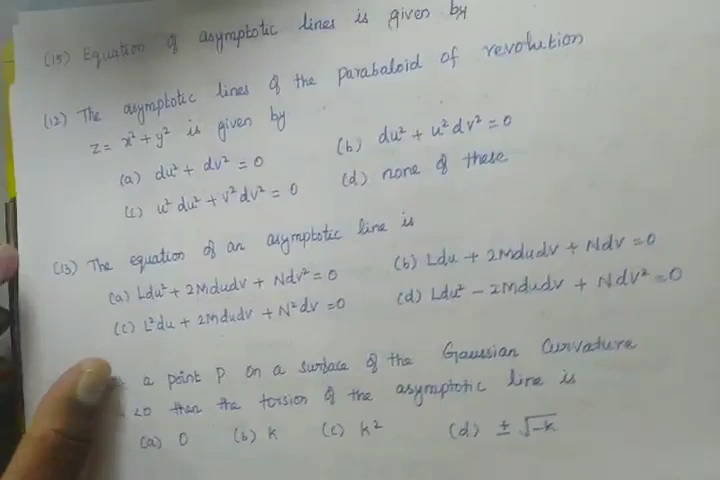 (15) Equation of asymptotic lines is given by
(12) The asymptotic lines of the Parabaloid of revolution
z = x² + y² is given by
(a) du² + dv² = 0 (b) du² + u² dv² = 0
(c) u² du² + v² dv² = 0 (d) none of these
(13) The equation of an asymptotic line is
(a) Ldu² + 2Mdudv + Ndv² = 0 (b) Ldu + 2Mdudv + Ndv = 0
(c) L²du + 2Mdudv + N²dv = 0 (d) Ldu² - 2Mdudv + Ndv² = 0
a point P on a surface of the Gaussian Curvature
<0 then the torsion of the asymptotic line is
(a) 0 (b) k (c) k² (d) ± √-k